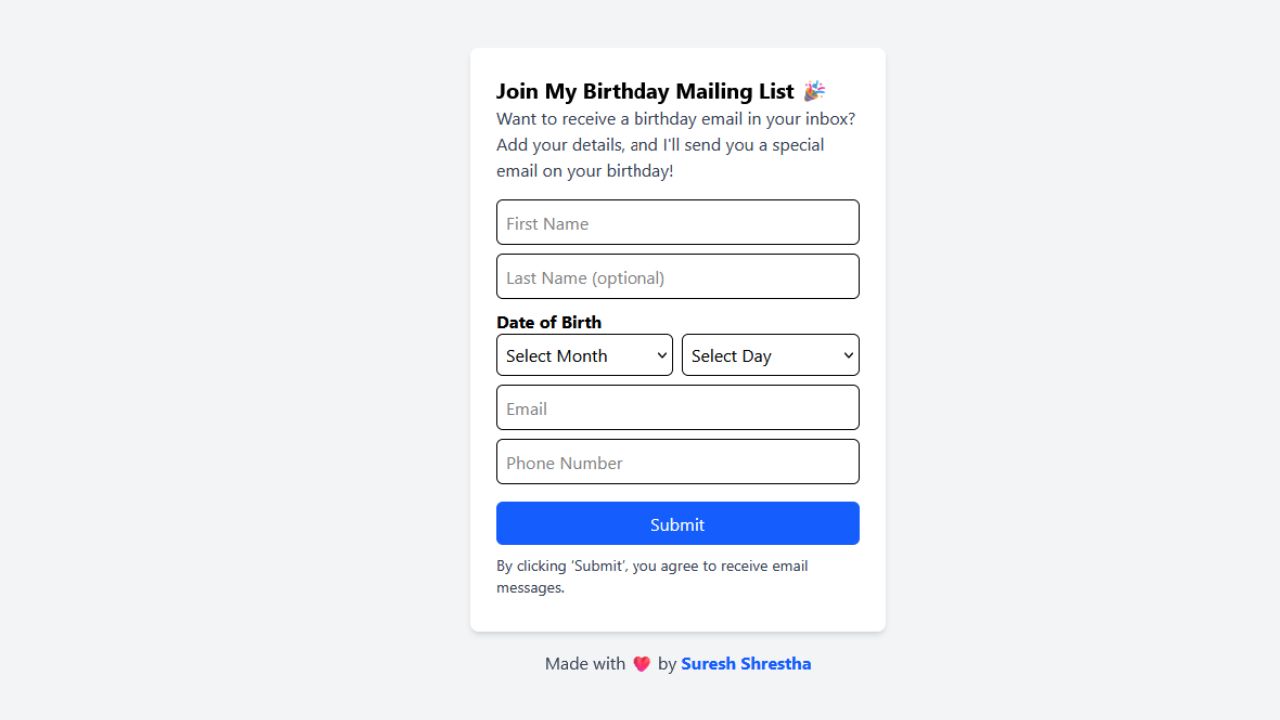 Join My Birthday Mailing List 🎉
Want to receive a birthday email in your inbox?
Add your details, and I'll send you a special
email on your birthday!
First Name
Last Name (optional)
Date of Birth
Select Month Select Day
Email
Phone Number
Submit
By clicking 'Submit', you agree to receive email
messages.
Made with ❤️ by Suresh Shrestha